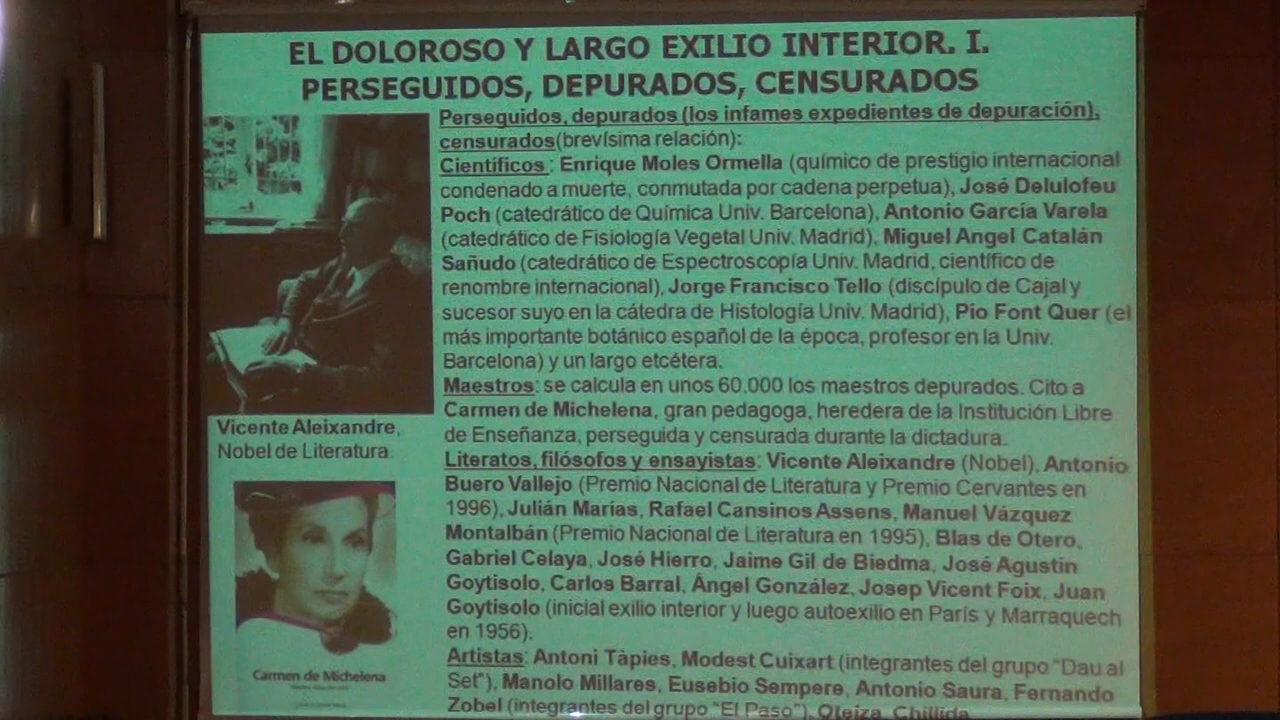 EL DOLOROSO Y LARGO EXILIO INTERIOR. I.
PERSEGUIDOS, DEPURADOS, CENSURADOS
Perseguidos, depurados (los infames expedientes de depuración),
censurados(brevísima relación):
Científicos : Enrique Moles Ormella (químico de prestigio internacional
condenado a muerte, conmutada por cadena perpetua), José Delulofeu
Poch (catedrático de Química Univ. Barcelona), Antonio García Varela
(catedrático de Fisiología Vegetal Univ. Madrid), Miguel Angel Catalán
Sañudo (catedrático de Espectroscopía Univ. Madrid, científico de
renombre internacional), Jorge Francisco Tello (discípulo de Cajal y
sucesor suyo en la cátedra de Histología Univ. Madrid), Pio Font Quer (el
más importante botánico español de la época, profesor en la Univ.
Barcelona) y un largo etcétera.
Maestros: se calcula en unos 60.000 los maestros depurados. Cito a
Carmen de Michelena, gran pedagoga, heredera de la Institución Libre
de Enseñanza, perseguida y censurada durante la dictadura.
Literatos, filósofos y ensayistas: Vicente Aleixandre (Nobel), Antonio
Buero Vallejo (Premio Nacional de Literatura y Premio Cervantes en
1996), Julián Marías, Rafael Cansinos Assens, Manuel Vázquez
Montalbán (Premio Nacional de Literatura en 1995), Blas de Otero,
Gabriel Celaya, José Hierro, Jaime Gil de Biedma, José Agustin
Goytisolo, Carlos Barral, Ángel González, Josep Vicent Foix, Juan
Goytisolo (inicial exilio interior y luego autoexilio en París y Marraquech
en 1956).
Artistas: Antoni Tàpies, Modest Cuixart (integrantes del grupo "Dau al
Set"), Manolo Millares, Eusebio Sempere, Antonio Saura, Fernando
Zobel (integrantes del grupo "El Paso"), Oteiza, Chillida
Vicente Aleixandre,
Nobel de Literatura.
Carmen de Michelena